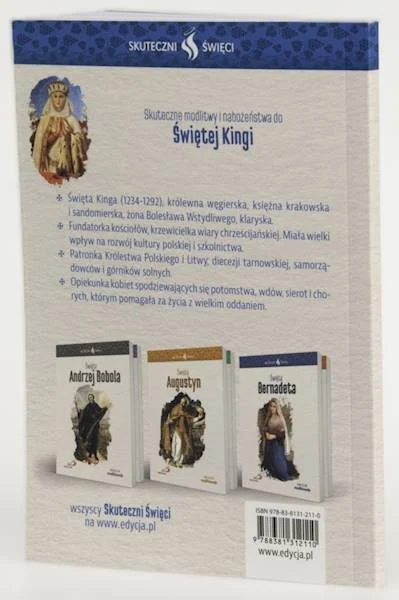 SKUTECZNI ŚWIĘCI
Skuteczne modlitwy i nabożeństwa do
Świętej Kingi
Święta Kinga (1234-1292), królewna węgierska, księżna krakowska
i sandomierska, żona Bolesława Wstydliwego, klaryska.
Fundatorka kościołów, krzewicielka wiary chrześcijańskiej. Miała wielki
wpływ na rozwój kultury polskiej i szkolnictwa.
Patronka Królestwa Polskiego i Litwy, diecezji tarnowskiej, samorzą-
dowców i górników solnych.
Opiekunka kobiet spodziewających się potomstwa, wdów, sierot i cho-
rych, którym pomagała za życia z wielkim oddaniem.
Święty
Andrzej Bobola
Święty
Augustyn
Święta
Bernadeta
wszyscy Skuteczni Święci
na www.edycja.pl
ISBN 978-83-8131-211-0
9 788381 312110
www.edycja.pl